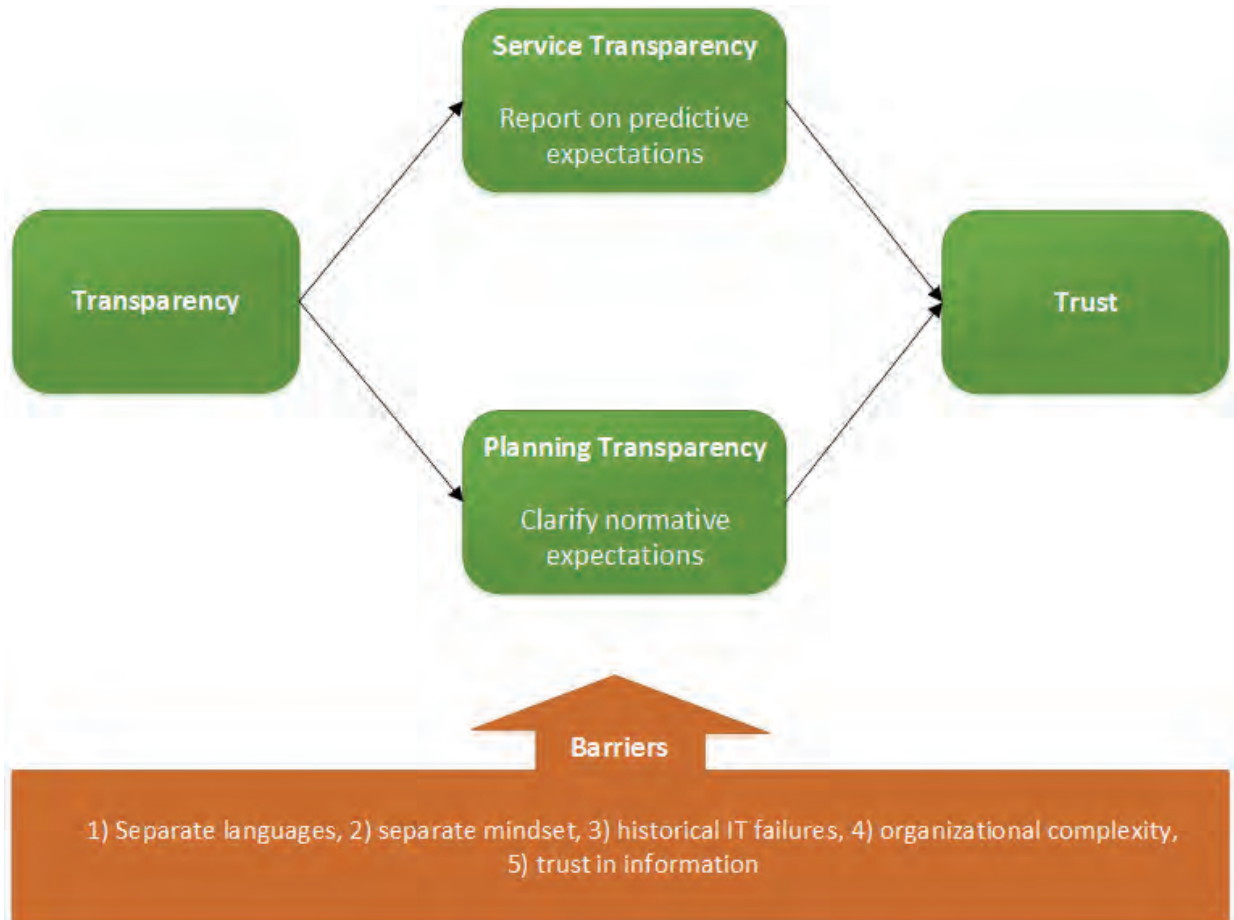 Service Transparency
Report on predictive
expectations
Transparency
Trust
Planning Transparency
Clarify normative
expectations
Barriers
1) Separate languages, 2) separate mindset, 3) historical IT failures, 4) organizational complexity,
5) trust in information